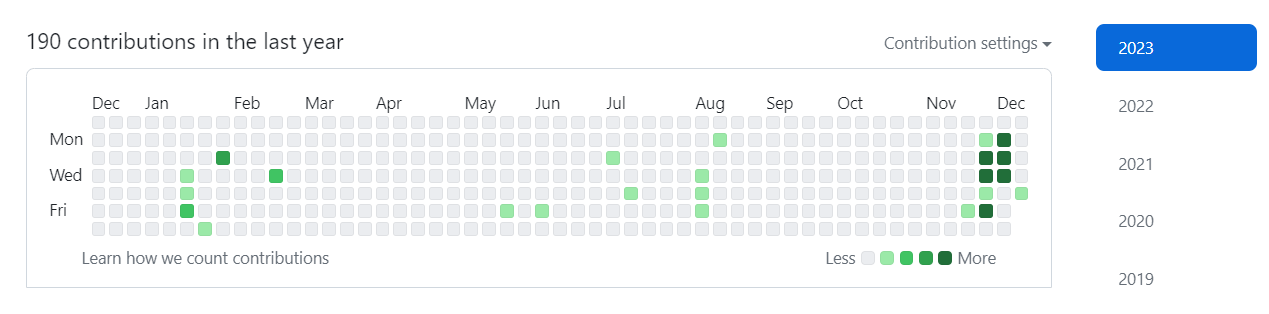 190 contributions in the last year
Contribution settings
2023
2022
2021
2020
2019
Dec Jan Feb Mar Apr May Jun Jul Aug Sep Oct Nov Dec
Mon
Wed
Fri
Learn how we count contributions
Less More